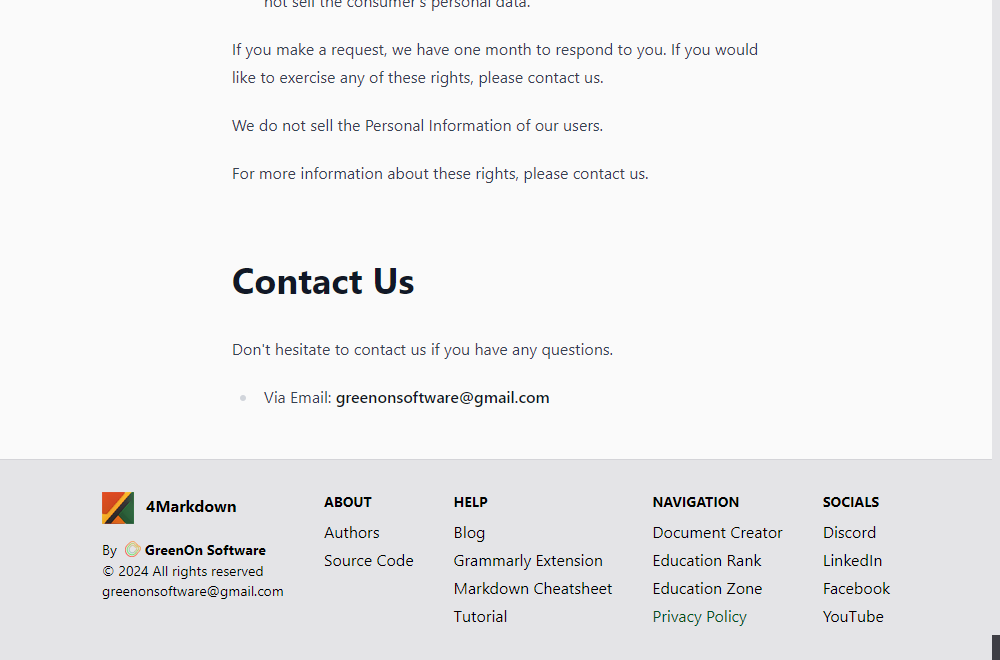 not sell the consumer's personal data.
If you make a request, we have one month to respond to you. If you would
like to exercise any of these rights, please contact us.
We do not sell the Personal Information of our users.
For more information about these rights, please contact us.
Contact Us
Don't hesitate to contact us if you have any questions.
Via Email: greenonsoftware@gmail.com
4Markdown
By GreenOn Software
© 2024 All rights reserved
greenonsoftware@gmail.com
ABOUT
Authors
Source Code
HELP
Blog
Grammarly Extension
Markdown Cheatsheet
Tutorial
NAVIGATION
Document Creator
Education Rank
Education Zone
Privacy Policy
SOCIALS
Discord
LinkedIn
Facebook
YouTube